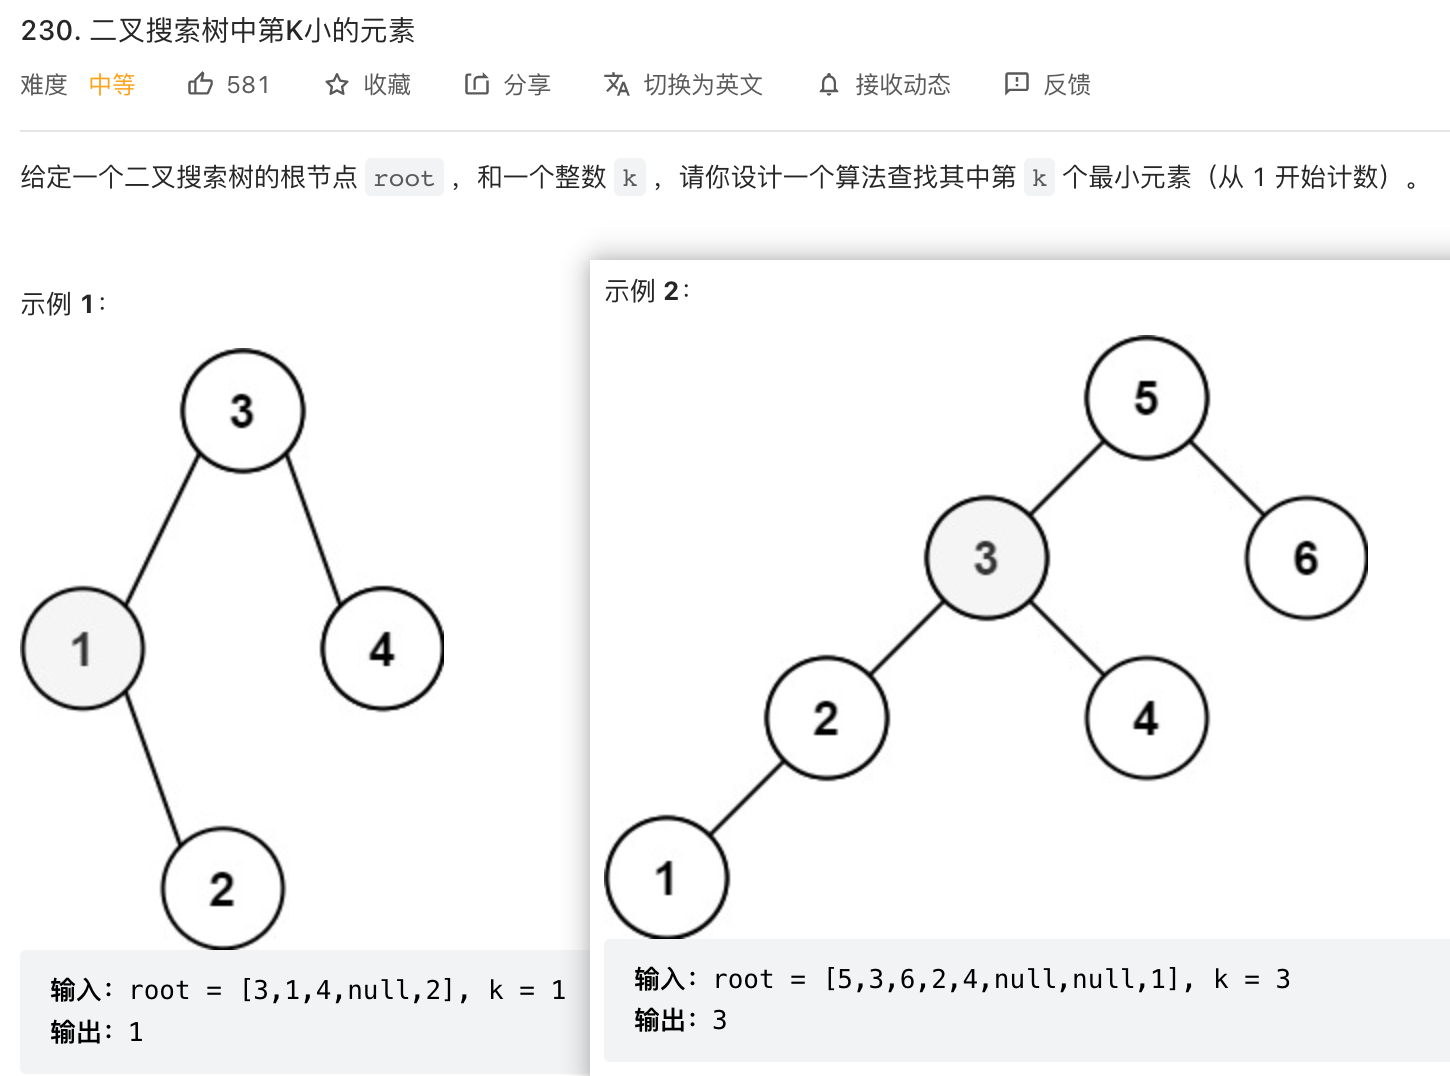 230. 二叉搜索树中第K小的元素
难度 中等 581 收藏 分享 切换为英文 接收动态 反馈
给定一个二叉搜索树的根节点 root ，和一个整数 k ，请你设计一个算法查找其中第 k 个最小元素（从 1 开始计数）。
示例 1：
3
1
4
2
输入：root = [3,1,4,null,2], k = 1
输出：1
示例 2：
5
3
6
2
4
1
输入：root = [5,3,6,2,4,null,null,1], k = 3
输出：3